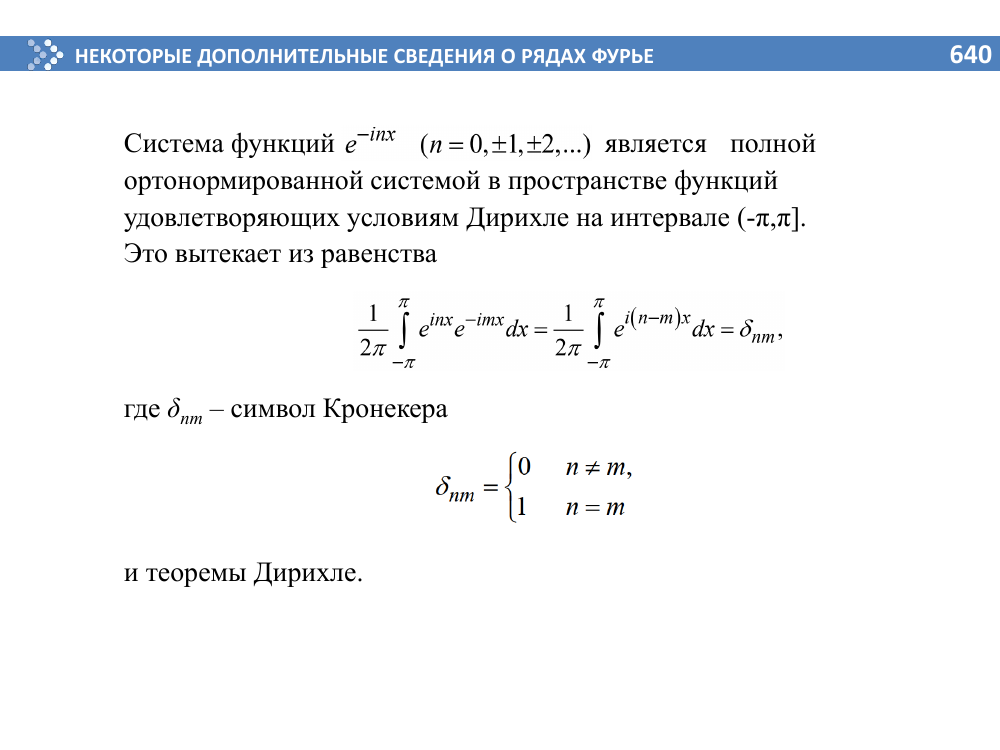 НЕКОТОРЫЕ ДОПОЛНИТЕЛЬНЫЕ СВЕДЕНИЯ О РЯДАХ ФУРЬЕ 640
Система функций $e^{-inx}$ $(n = 0, \pm 1, \pm 2, ...)$ является полной
ортонормированной системой в пространстве функций
удовлетворяющих условиям Дирихле на интервале (-π,π].
Это вытекает из равенства
$\frac{1}{2\pi} \int_{-\pi}^{\pi} e^{inx} e^{-imx} dx = \frac{1}{2\pi} \int_{-\pi}^{\pi} e^{i(n-m)x} dx = \delta_{nm},$
где $\delta_{nm}$ – символ Кронекера
$\delta_{nm} = \begin{cases} 0 & n \neq m, \\ 1 & n = m \end{cases}$
и теоремы Дирихле.